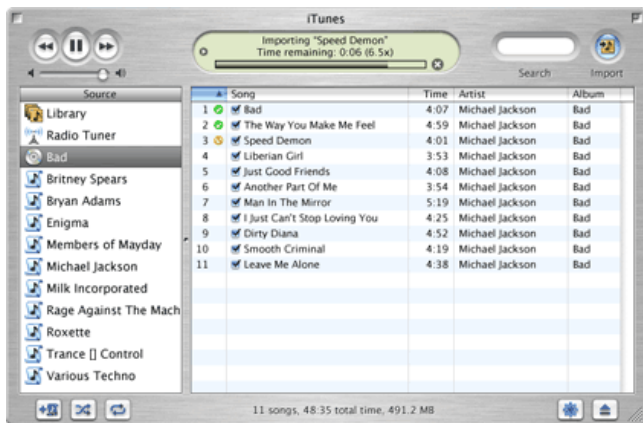 iTunes
Importing "Speed Demon"
Time remaining: 0:06 (6.5x)
Search
Import
Source
Library
Radio Tuner
Bad
Britney Spears
Bryan Adams
Enigma
Members of Mayday
Michael Jackson
Milk Incorporated
Rage Against The Mach
Roxette
Trance [] Control
Various Techno
Song Time Artist Album
1 Bad 4:07 Michael Jackson Bad
2 The Way You Make Me Feel 4:59 Michael Jackson Bad
3 Speed Demon 4:01 Michael Jackson Bad
4 Liberian Girl 3:53 Michael Jackson Bad
5 Just Good Friends 4:08 Michael Jackson Bad
6 Another Part Of Me 3:54 Michael Jackson Bad
7 Man In The Mirror 5:19 Michael Jackson Bad
8 I Just Can't Stop Loving You 4:25 Michael Jackson Bad
9 Dirty Diana 4:52 Michael Jackson Bad
10 Smooth Criminal 4:19 Michael Jackson Bad
11 Leave Me Alone 4:38 Michael Jackson Bad
11 songs, 48:35 total time, 491.2 MB